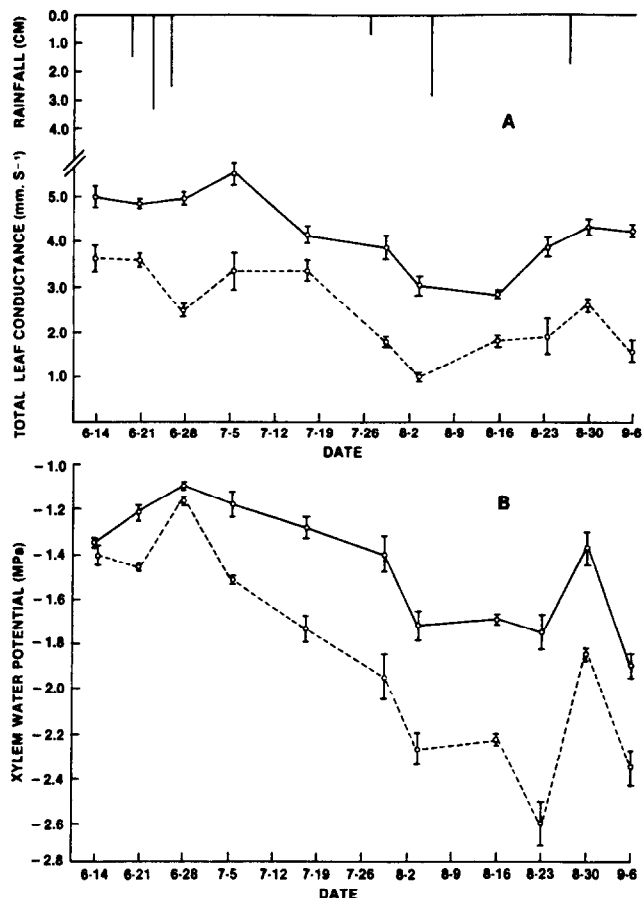 RAINFALL (CM)
0.0
1.0
2.0
3.0
4.0
A
TOTAL LEAF CONDUCTANCE (mm. S⁻¹)
5.0
4.0
3.0
2.0
1.0
6-14 6-21 6-28 7-5 7-12 7-19 7-26 8-2 8-9 8-16 8-23 8-30 9-6
DATE
B
XYLEM WATER POTENTIAL (MPa)
-1.0
-1.2
-1.4
-1.6
-1.8
-2.0
-2.2
-2.4
-2.6
-2.8
6-14 6-21 6-28 7-5 7-12 7-19 7-26 8-2 8-9 8-16 8-23 8-30 9-6
DATE